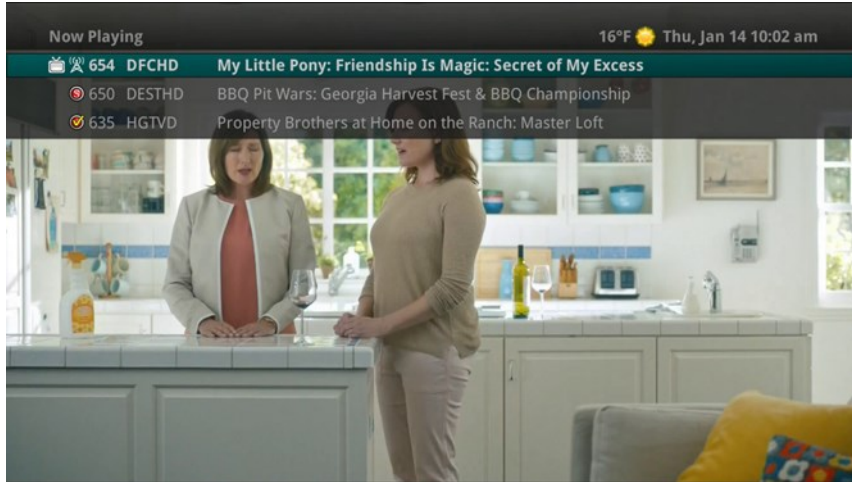 Now Playing 16°F Thu, Jan 14 10:02 am
654 DFCHD My Little Pony: Friendship Is Magic: Secret of My Excess
650 DESTHD BBQ Pit Wars: Georgia Harvest Fest & BBQ Championship
635 HGTVD Property Brothers at Home on the Ranch: Master Loft